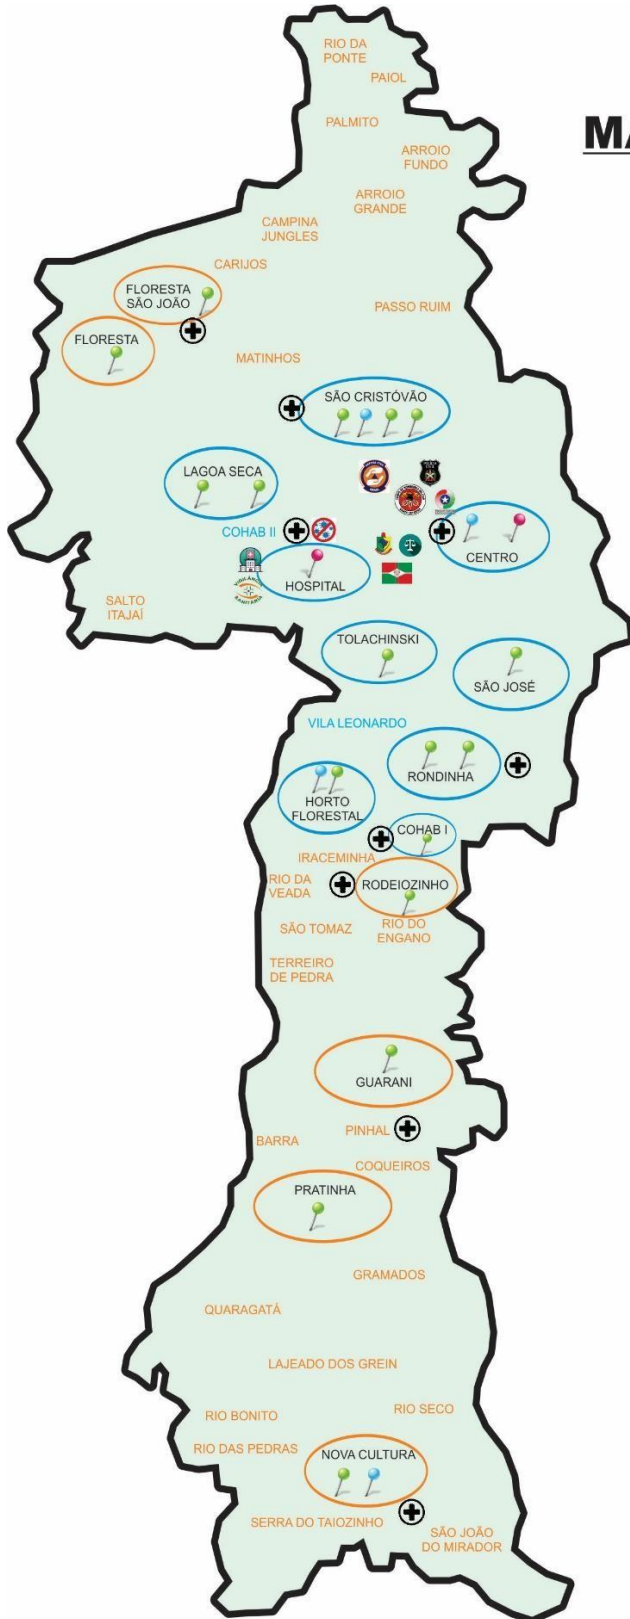 RIO DA
PONTE
PAIOL
MA
PALMITO
ARROIO
FUNDO
ARROIO
GRANDE
CAMPINA
JUNGLES
CARIJOS
FLORESTA
SÃO JOÃO
PASSO RUIM
FLORESTA
MATINHOS
SÃO CRISTÓVÃO
LAGOA SECA
COHAB II
CENTRO
HOSPITAL
VIGILÂNCIA
SANITÁRIA
SALTO
ITAJAÍ
TOLACHINSKI
SÃO JOSÉ
VILA LEONARDO
RONDINHA
HORTO
FLORESTAL
COHAB I
IRACEMINHA
RIO DA
VEADA
RODEIOZINHO
SÃO TOMAZ
RIO DO
ENGANO
TERREIRO
DE PEDRA
GUARANI
PINHAL
BARRA
COQUEIROS
PRATINHA
GRAMADOS
QUARAGATÁ
LAJEADO DOS GREIN
RIO SECO
RIO BONITO
RIO DAS PEDRAS
NOVA CULTURA
SERRA DO TAIOZINHO
SÃO JOÃO
DO MIRADOR